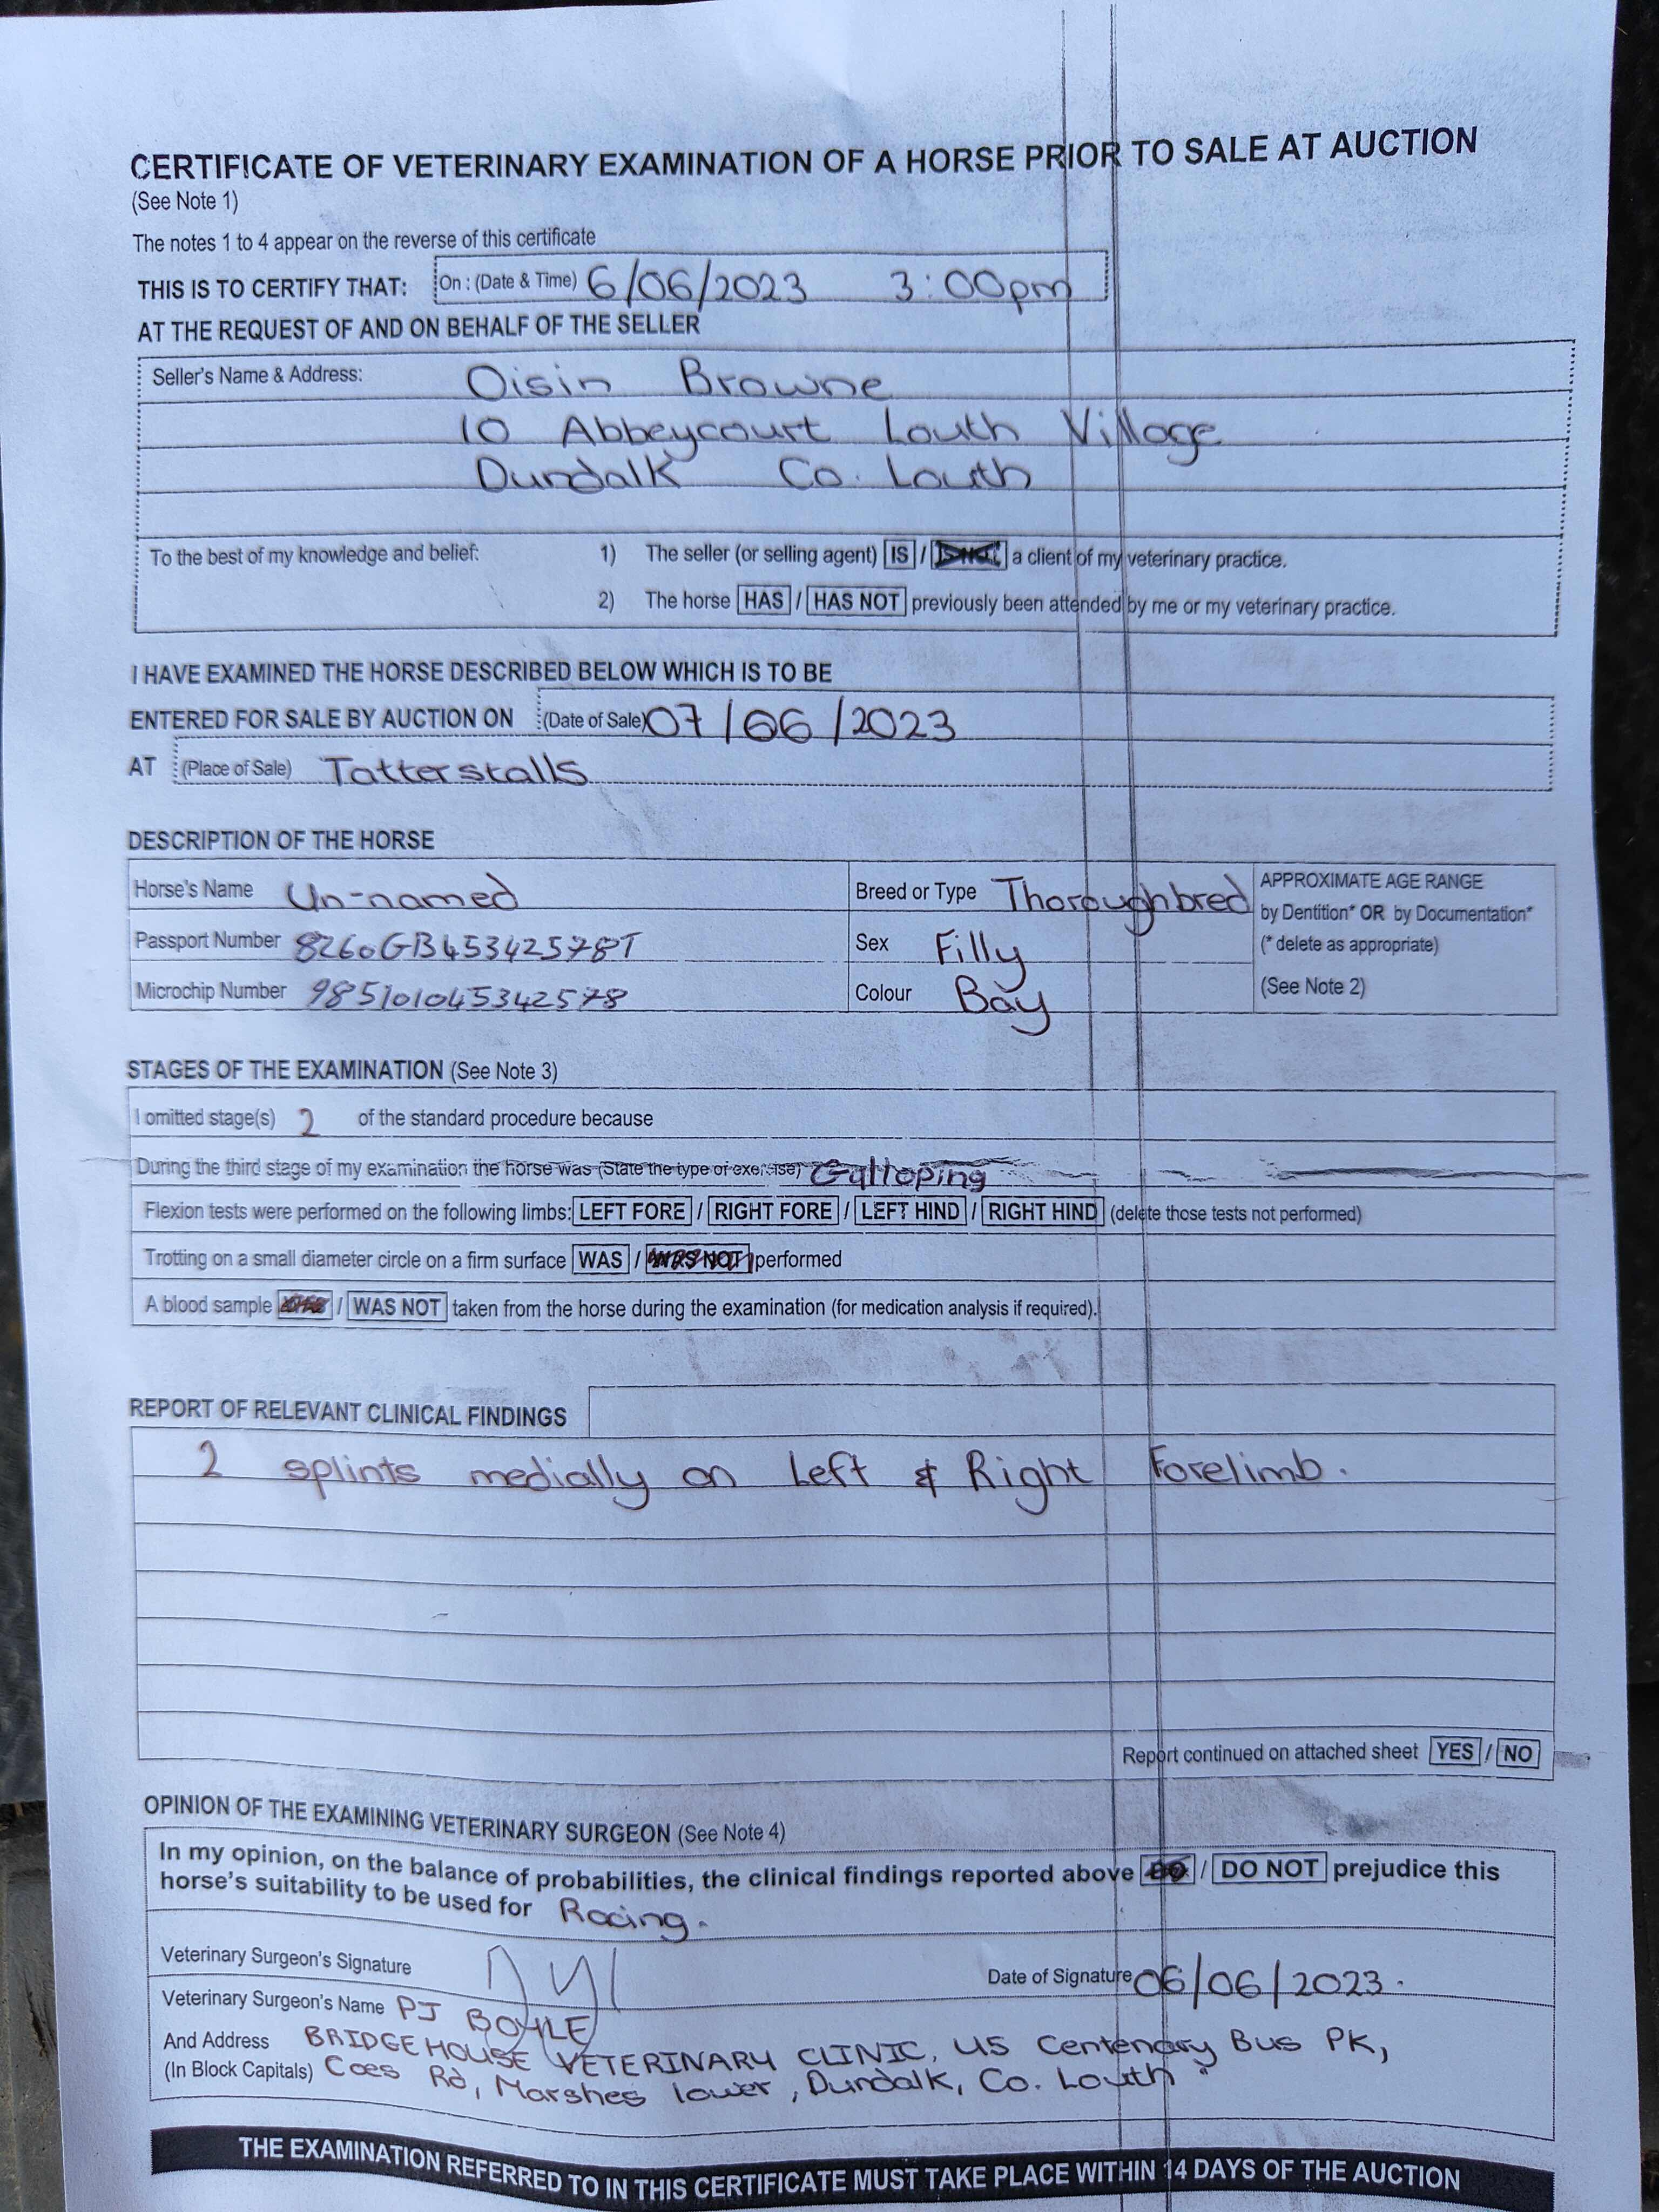 CERTIFICATE OF VETERINARY EXAMINATION OF A HORSE PRIOR TO SALE AT AUCTION
(See Note 1)
The notes 1 to 4 appear on the reverse of this certificate
THIS IS TO CERTIFY THAT: On : (Date & Time) 6/06/2023 3:00pm
AT THE REQUEST OF AND ON BEHALF OF THE SELLER
Seller's Name & Address: Oisin Browne
10 Abbeycourt Louth Village
Dundalk Co. Louth
To the best of my knowledge and belief: 1) The seller (or selling agent) IS / IS NOT a client of my veterinary practice.
2) The horse HAS / HAS NOT previously been attended by me or my veterinary practice.
I HAVE EXAMINED THE HORSE DESCRIBED BELOW WHICH IS TO BE
ENTERED FOR SALE BY AUCTION ON (Date of Sale) 07/06/2023
AT (Place of Sale) Tatterstalls
DESCRIPTION OF THE HORSE
Horse's Name Un-named Breed or Type Thoroughbred APPROXIMATE AGE RANGE
by Dentition* OR by Documentation*
Passport Number 8260GB45342578T Sex Filly (* delete as appropriate)
Microchip Number 985101045342578 Colour Bay (See Note 2)
STAGES OF THE EXAMINATION (See Note 3)
I omitted stage(s) 2 of the standard procedure because
During the third stage of my examination the horse was (State the type of exercise) Galloping
Flexion tests were performed on the following limbs: LEFT FORE / RIGHT FORE / LEFT HIND / RIGHT HIND (delete those tests not performed)
Trotting on a small diameter circle on a firm surface WAS / WAS NOT performed
A blood sample / WAS NOT taken from the horse during the examination (for medication analysis if required).
REPORT OF RELEVANT CLINICAL FINDINGS
2 splints medially on Left & Right Forelimb.
Report continued on attached sheet YES / NO
OPINION OF THE EXAMINING VETERINARY SURGEON (See Note 4)
In my opinion, on the balance of probabilities, the clinical findings reported above DO / DO NOT prejudice this
horse's suitability to be used for Racing.
Veterinary Surgeon's Signature Date of Signature 06/06/2023.
Veterinary Surgeon's Name PJ BOYLE
And Address BRIDGEHOUSE VETERINARY CLINIC, U5 Centenary Bus PK,
(In Block Capitals) Coes Rd, Marshes lower, Dundalk, Co. Louth
THE EXAMINATION REFERRED TO IN THIS CERTIFICATE MUST TAKE PLACE WITHIN 14 DAYS OF THE AUCTION